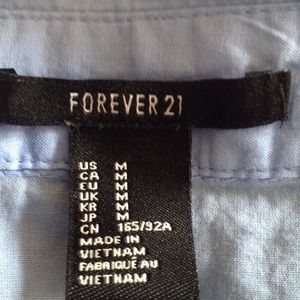 FOREVER 21
US M
CA M
EU M
UK M
KR M
JP M
CN 165/92A
MADE IN
VIETNAM
FABRIQUÉ AU
VIETNAM